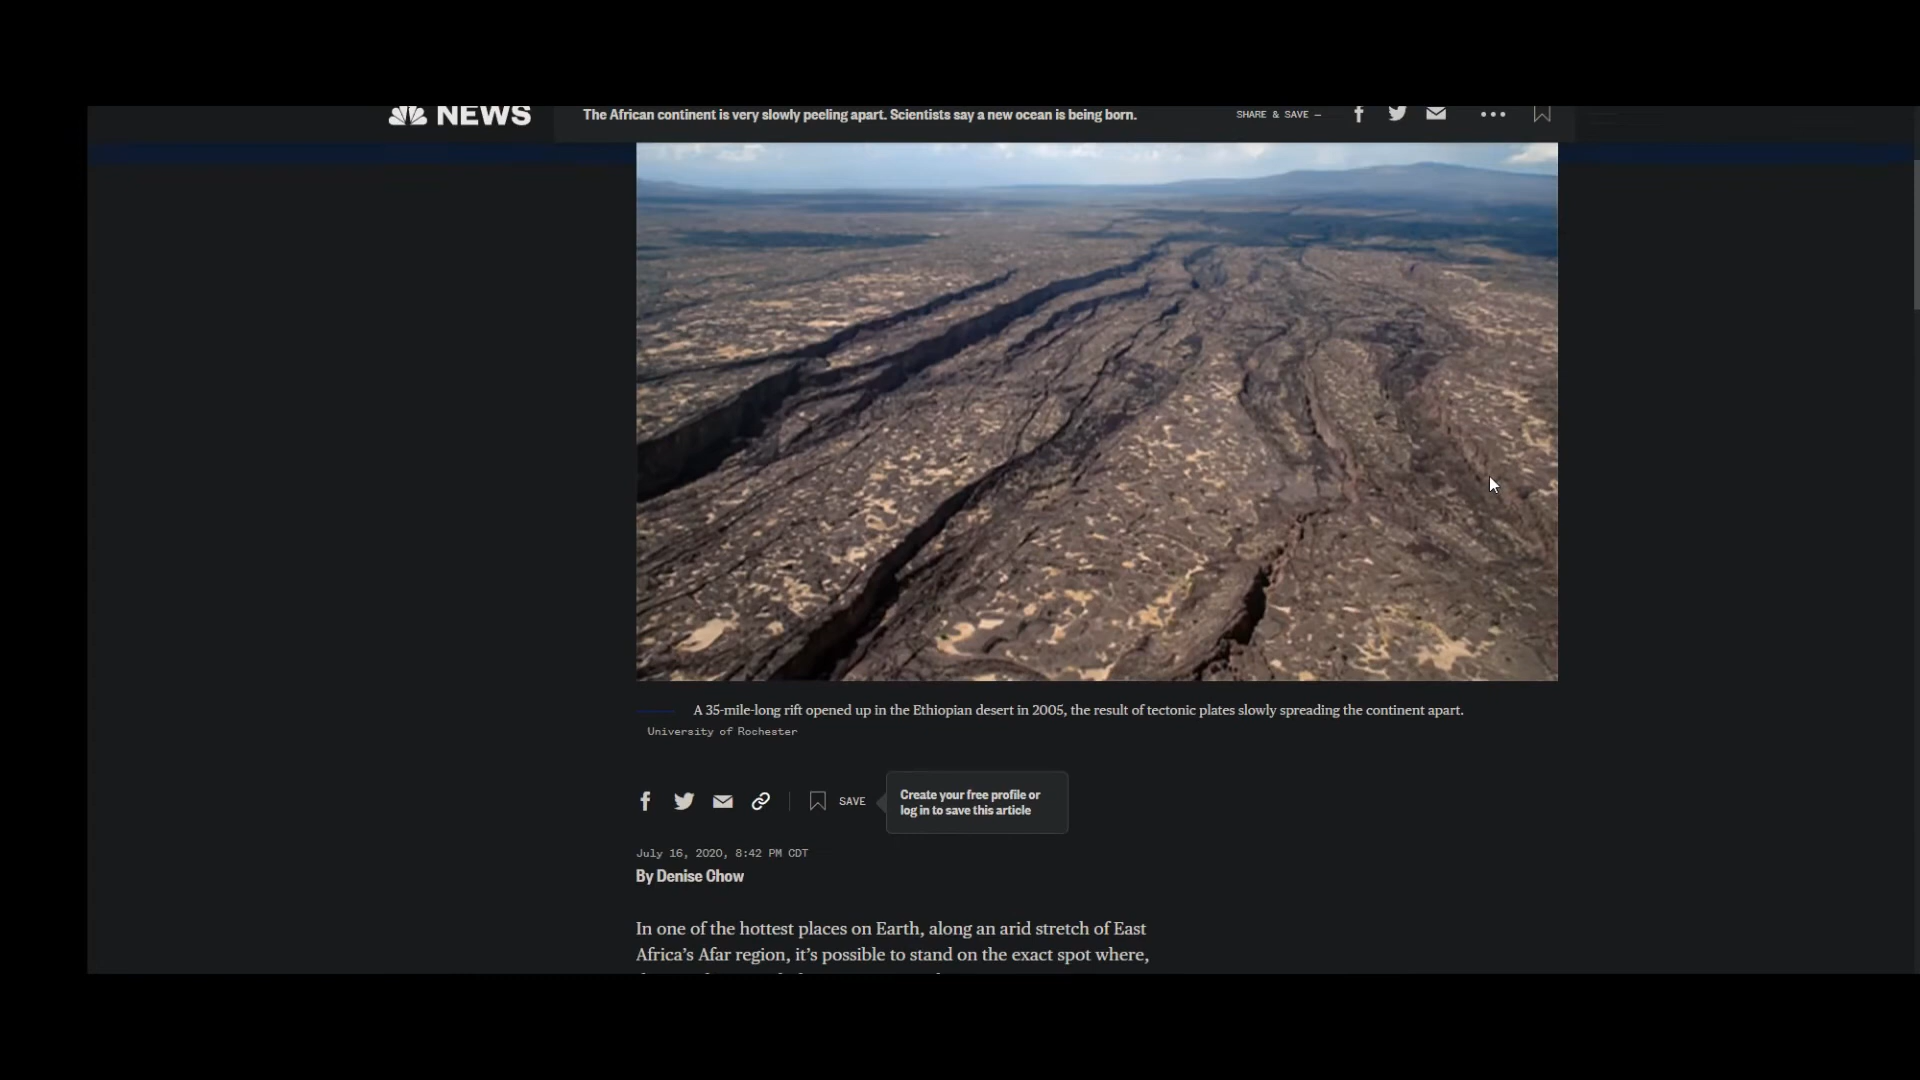 NEWS
The African continent is very slowly peeling apart. Scientists say a new ocean is being born.
SHARE & SAVE —
A 35-mile-long rift opened up in the Ethiopian desert in 2005, the result of tectonic plates slowly spreading the continent apart.
University of Rochester
SAVE
Create your free profile or
log in to save this article
July 16, 2020, 8:42 PM CDT
By Denise Chow
In one of the hottest places on Earth, along an arid stretch of East
Africa’s Afar region, it’s possible to stand on the exact spot where,